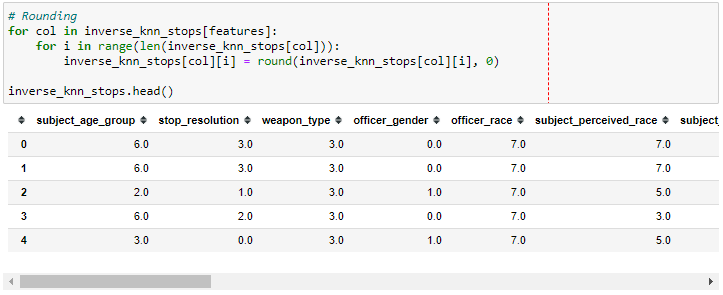 # Rounding
for col in inverse_knn_stops[features]:
    for i in range(len(inverse_knn_stops[col])):
        inverse_knn_stops[col][i] = round(inverse_knn_stops[col][i], 0)
inverse_knn_stops.head()
subject_age_group stop_resolution weapon_type officer_gender officer_race subject_perceived_race subject_
0 6.0 3.0 3.0 0.0 7.0 7.0
1 6.0 3.0 3.0 0.0 7.0 7.0
2 2.0 1.0 3.0 1.0 7.0 5.0
3 6.0 2.0 3.0 0.0 7.0 3.0
4 3.0 0.0 3.0 1.0 7.0 5.0